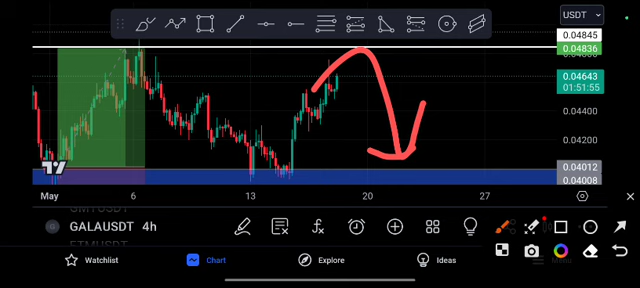 USDT
0.04845
0.04836
0.04643
01:51:55
0.04400
0.04200
0.04012
0.04008
May 6 13 20 27
GALAUSDT 4h
FTMUSDT
Watchlist Chart Explore Ideas